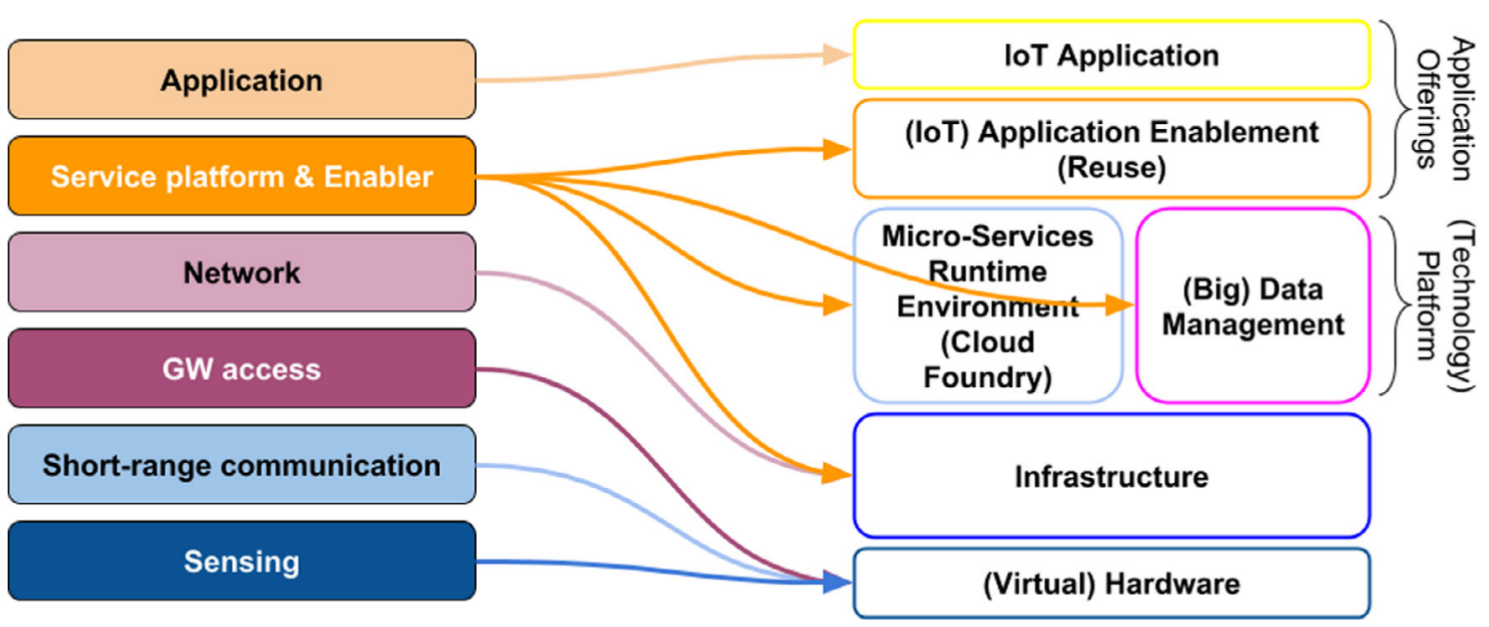 Application
Service platform & Enabler
Network
GW access
Short-range communication
Sensing
IoT Application
(IoT) Application Enablement
(Reuse)
Micro-Services
Runtime
Environment
(Cloud
Foundry)
(Big) Data
Management
Infrastructure
(Virtual) Hardware
Application
Offerings
(Technology)
Platform